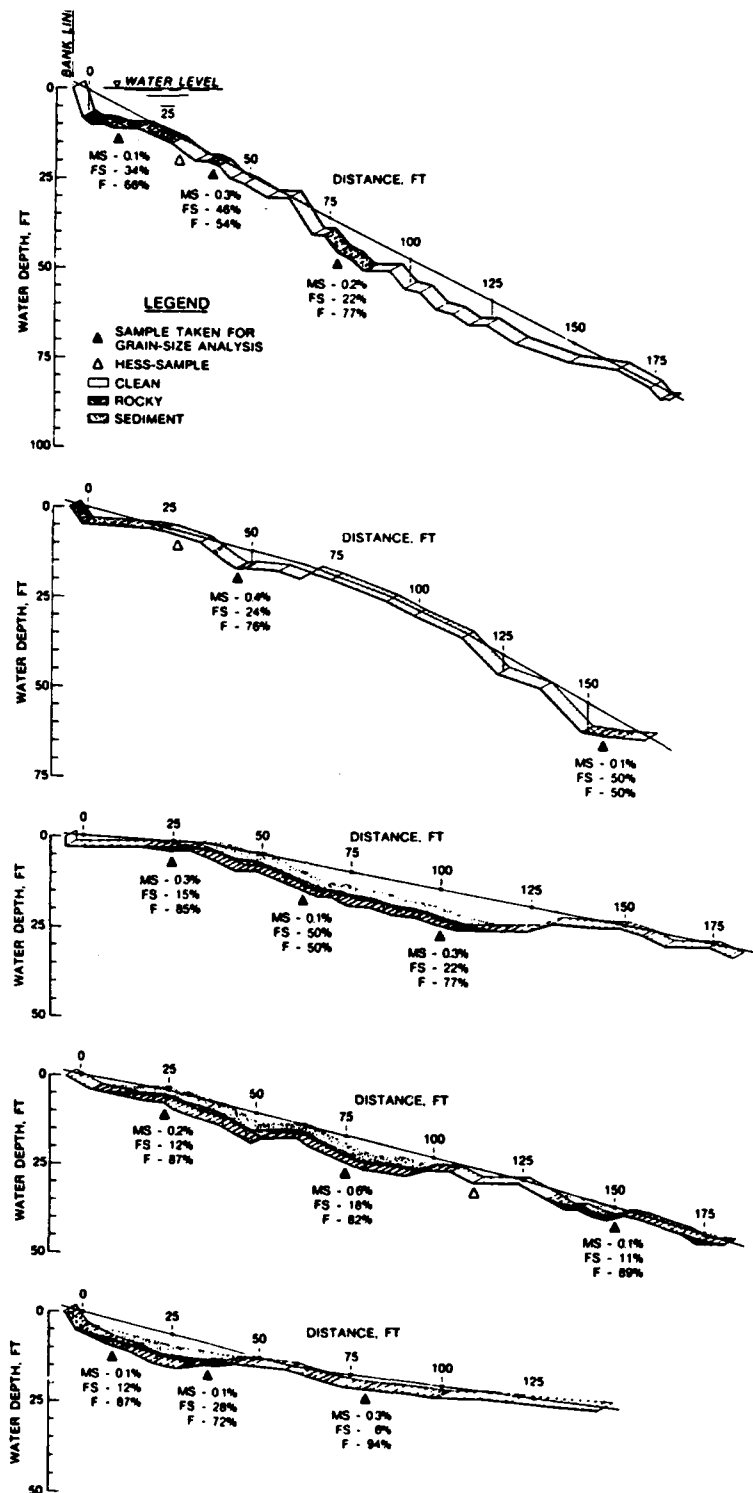 BANK LINE
0
WATER LEVEL
25
50
DISTANCE, FT
75
100
125
150
175
WATER DEPTH, FT
0
25
50
75
100
MS - 0.1%
FS - 34%
F - 66%
MS - 0.3%
FS - 46%
F - 54%
MS - 0.2%
FS - 22%
F - 77%
LEGEND
SAMPLE TAKEN FOR
GRAIN-SIZE ANALYSIS
HESS-SAMPLE
CLEAN
ROCKY
SEDIMENT
0
25
50
DISTANCE, FT
75
100
125
150
WATER DEPTH, FT
0
25
50
75
MS - 0.4%
FS - 24%
F - 76%
MS - 0.1%
FS - 50%
F - 50%
0
25
50
DISTANCE, FT
75
100
125
150
175
WATER DEPTH, FT
0
25
50
MS - 0.3%
FS - 15%
F - 85%
MS - 0.1%
FS - 50%
F - 50%
MS - 0.3%
FS - 22%
F - 77%
0
25
50
DISTANCE, FT
75
100
125
150
175
WATER DEPTH, FT
0
25
50
MS - 0.2%
FS - 12%
F - 87%
MS - 0.6%
FS - 18%
F - 82%
MS - 0.1%
FS - 11%
F - 89%
0
25
50
DISTANCE, FT
75
100
125
WATER DEPTH, FT
0
25
50
MS - 0.1%
FS - 12%
F - 87%
MS - 0.1%
FS - 28%
F - 72%
MS - 0.3%
FS - 6%
F - 94%